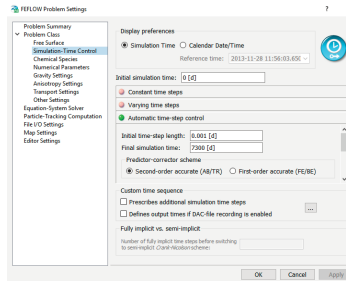 FEFLOW Problem Settings
?
Problem Summary
Problem Class
Free Surface
Simulation-Time Control
Chemical Species
Numerical Parameters
Gravity Settings
Anisotropy Settings
Transport Settings
Other Settings
Equation-System Solver
Particle-Tracking Computation
File I/O Settings
Map Settings
Editor Settings
Display preferences
Simulation Time Calendar Date/Time
Reference time: 2013-11-28 11:56:03.650
Initial simulation time: 0 [d]
Constant time steps
Varying time steps
Automatic time-step control
Initial time-step length: 0.001 [d]
Final simulation time: 7300 [d]
Predictor-corrector scheme
Second-order accurate (AB/TR) First-order accurate (FE/BE)
Custom time sequence
Prescribes additional simulation time steps
Defines output times if DAC-file recording is enabled
...
Fully implicit vs. semi-implicit
Number of fully implicit time steps before switching
to semi-implicit (Crank-Nicolson scheme):
OK Cancel Apply